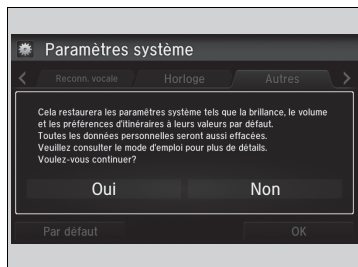 Paramètres système
Reconn. vocale Horloge Autres
Cela restaurera les paramètres système tels que la brillance, le volume
et les préférences d'itinéraires à leurs valeurs par défaut.
Toutes les données personnelles seront aussi effacées.
Veuillez consulter le mode d'emploi pour plus de détails.
Voulez-vous continuer?
Oui Non
Par défaut OK